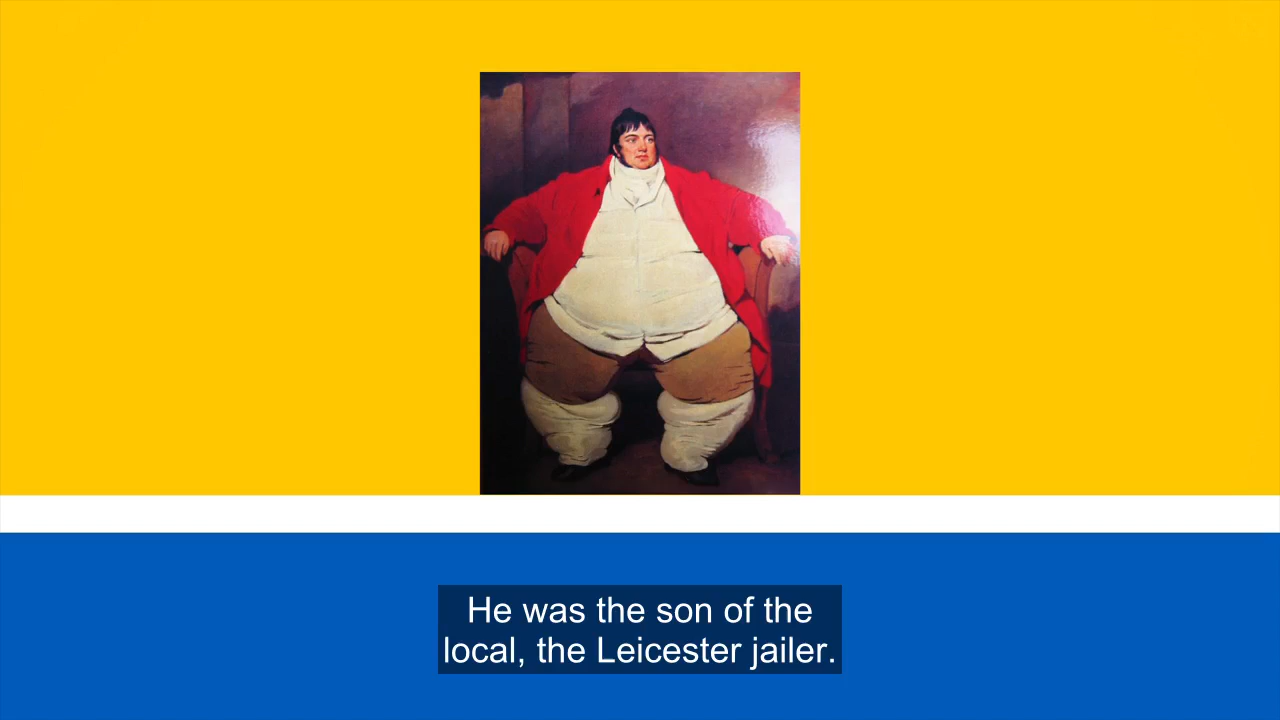 He was the son of the
local, the Leicester jailer.